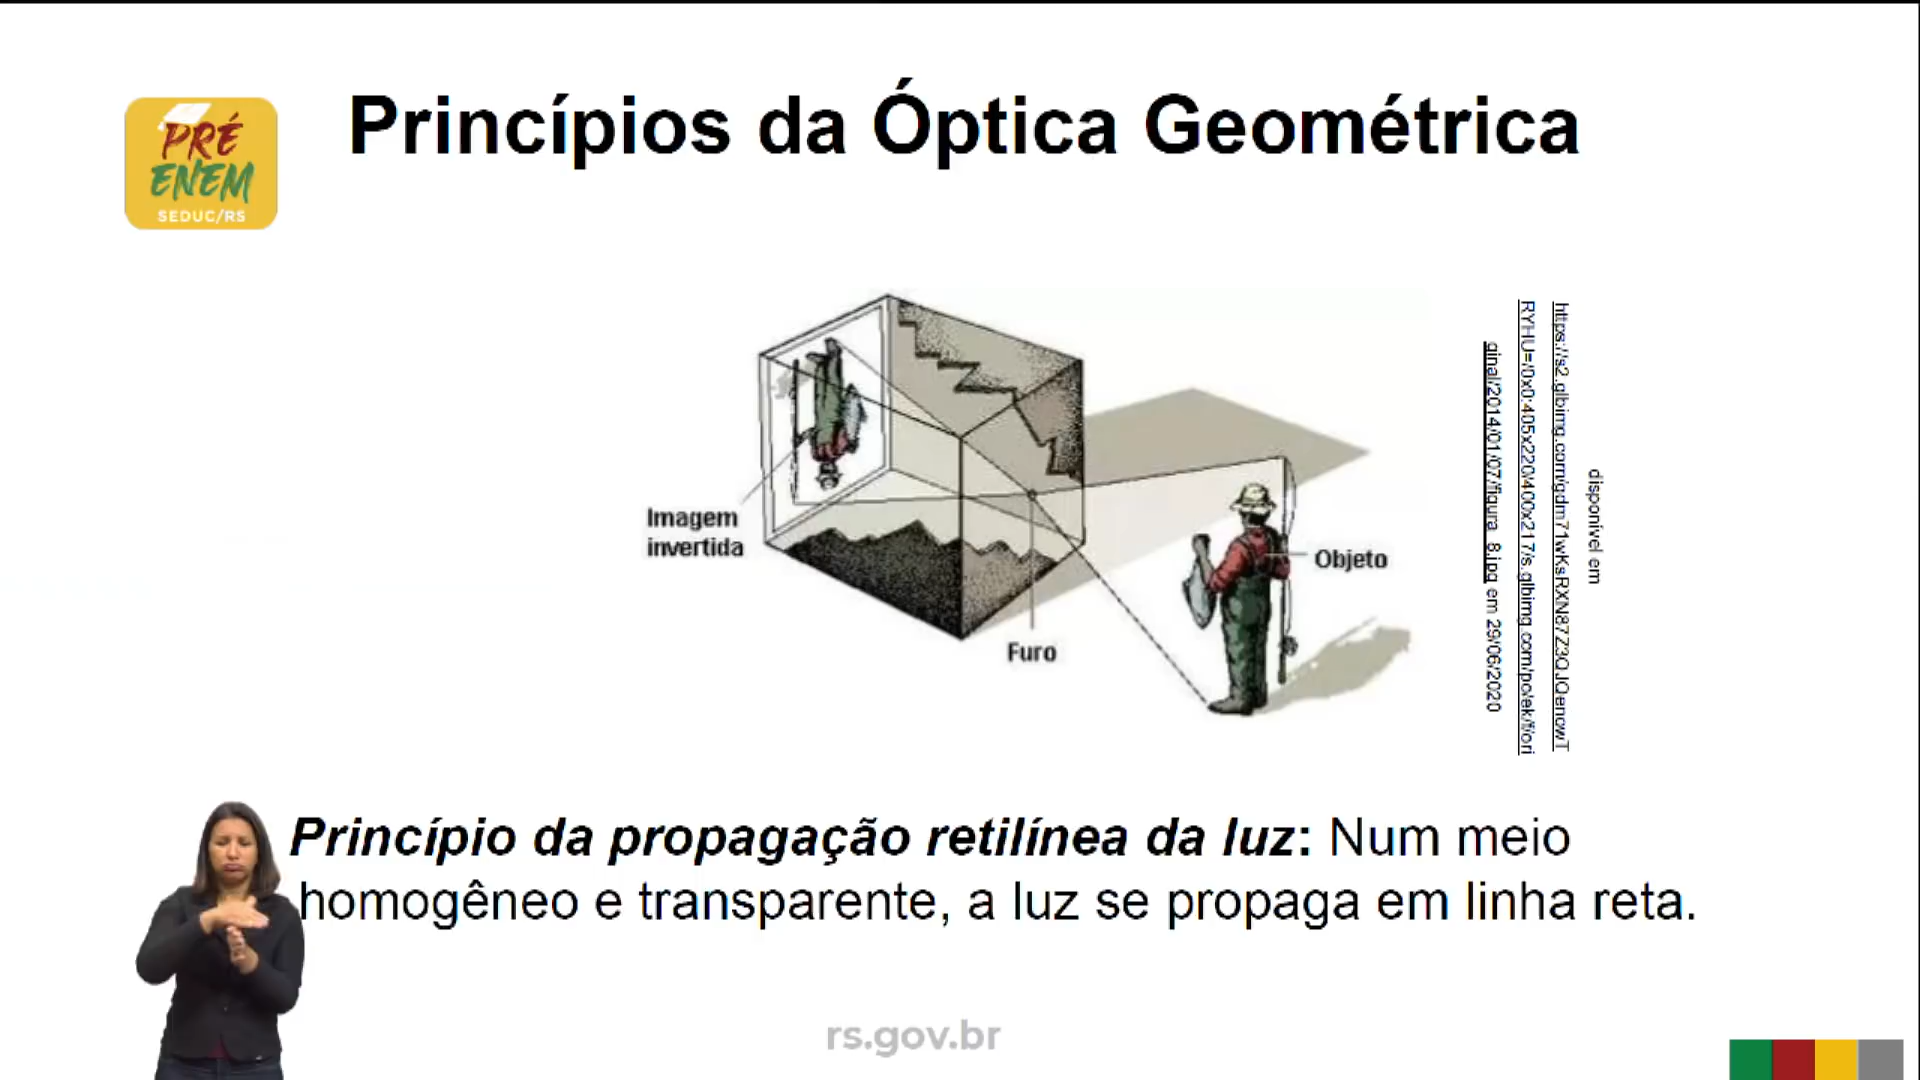 PRÉ
ENEM
SEDUC/RS
Princípios da Óptica Geométrica
Imagem
invertida
Furo
Objeto
disponível em
https://s2.glbimg.com/gdm71wKsRXN87Z3QJQencwT
RYHU=/0x0:405x220/400x217/s.glbimg.com/po/ek/f/ori
ginal/2014/01/07/figura_8.jpg em 29/06/2020
Princípio da propagação retilínea da luz: Num meio
homogêneo e transparente, a luz se propaga em linha reta.
rs.gov.br